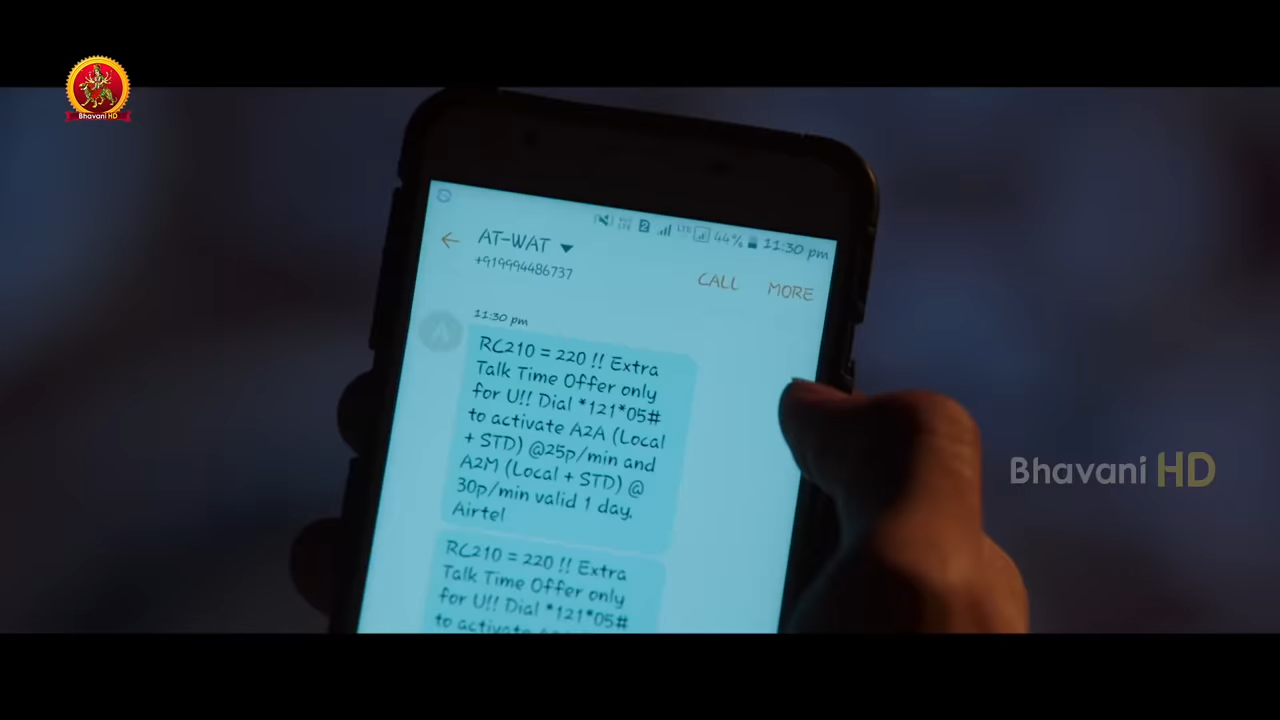 Bhavani HD
44% 11:30 pm
AT-WAT
+919994486737
CALL MORE
11:30 pm
RC210 = 220 !! Extra
Talk Time Offer only
for U!! Dial *121*05#
to activate A2A (Local
+ STD) @25p/min and
A2M (Local + STD) @
30p/min valid 1 day.
Airtel
RC210 = 220 !! Extra
Talk Time Offer only
for U!! Dial *121*05#
to activate
Bhavani HD